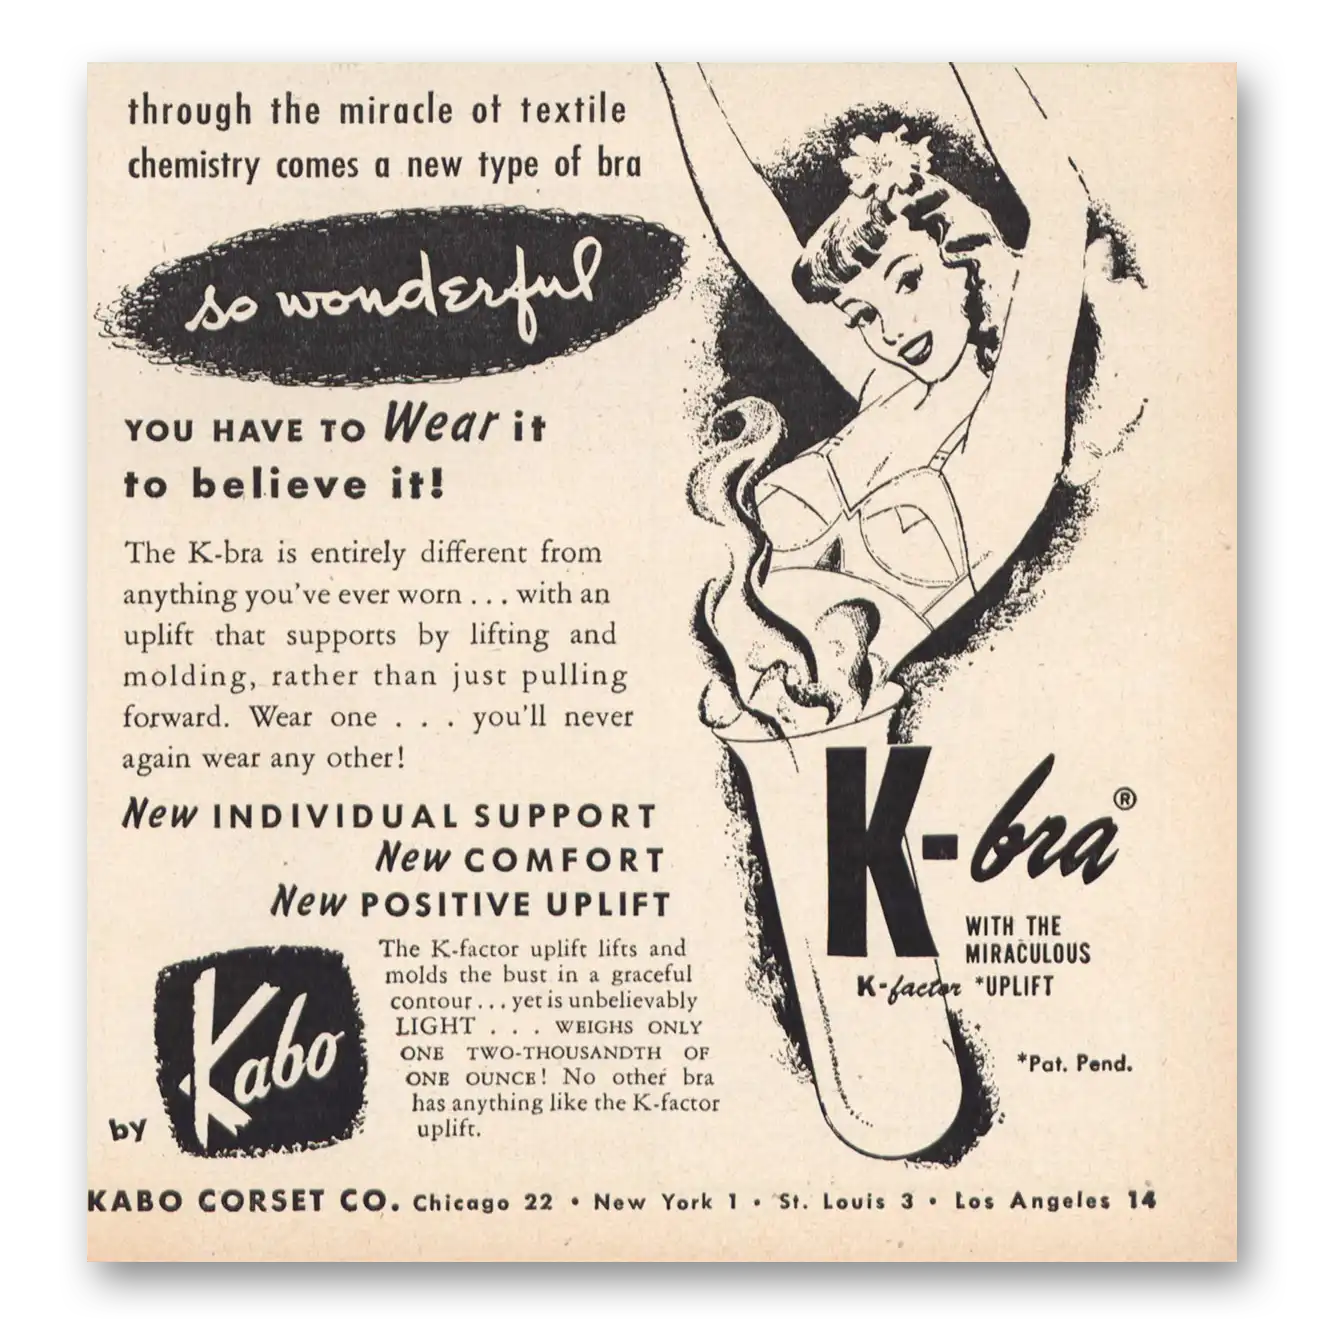 through the miracle of textile
chemistry comes a new type of bra
so wonderful
YOU HAVE TO Wear it
to believe it!
The K-bra is entirely different from
anything you've ever worn . . . with an
uplift that supports by lifting and
molding, rather than just pulling
forward. Wear one . . . you'll never
again wear any other!
New INDIVIDUAL SUPPORT
New COMFORT
New POSITIVE UPLIFT
The K-factor uplift lifts and
molds the bust in a graceful
contour . . . yet is unbelievably
LIGHT . . . WEIGHS ONLY
ONE TWO-THOUSANDTH OF
ONE OUNCE! No other bra
has anything like the K-factor
uplift.
by Kabo
K-bra®
WITH THE
MIRACULOUS
K-factor *UPLIFT
*Pat. Pend.
KABO CORSET CO. Chicago 22 • New York 1 • St. Louis 3 • Los Angeles 14